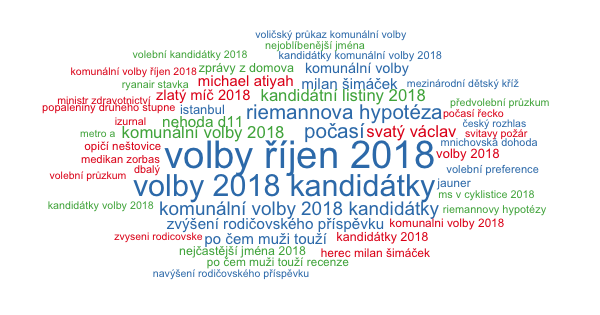 voličský průkaz komunální volby
nejoblíbenější jména
volební kandidátky 2018 kandidátky komunální volby 2018
komunální volby říjen 2018 zprávy z domova komunální volby
ryanair stavka michael atiyah milan šimáček mezinárodní dětský kříž
ministr zdravotnictví zlatý míč 2018 kandidátní listiny 2018 předvolební průzkum
popáleniny druhého stupně istanbul riemannova hypotéza počasí řecko
izurnal nehoda d11 český rozhlas
metro a komunální volby 2018 počasí svatý václav svitavy požár
opičí neštovice mnichovská dohoda
medikan zorbas volby říjen 2018 volby 2018
dbalý volební preference
volební průzkum volby 2018 kandidátky jauner
ms v cyklistice 2018
kandidátky volby 2018 komunální volby 2018 kandidátky riemannovy hypotézy
zvýšení rodičovského příspěvku komunalni volby 2018
zvyseni rodicovske po čem muži touží kandidátky 2018
nejčastější jména 2018 herec milan šimáček
po čem muži touží recenze
navýšení rodičovského příspěvku